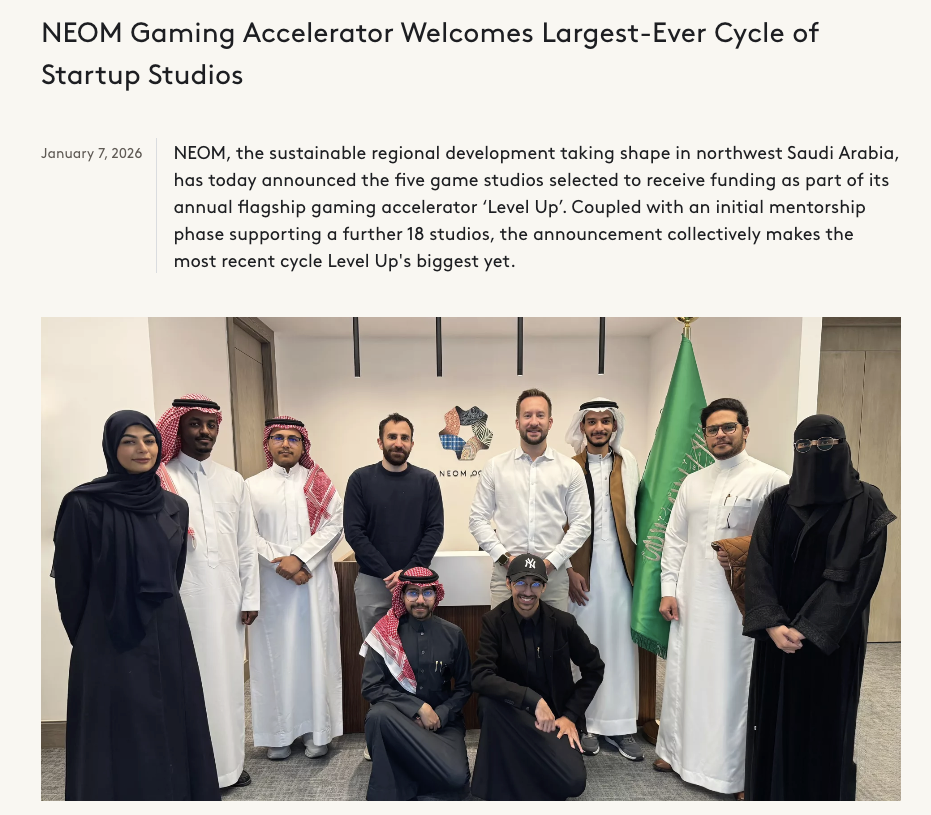 NEOM Gaming Accelerator Welcomes Largest-Ever Cycle of
Startup Studios
January 7, 2026
NEOM, the sustainable regional development taking shape in northwest Saudi Arabia,
has today announced the five game studios selected to receive funding as part of its
annual flagship gaming accelerator ‘Level Up’. Coupled with an initial mentorship
phase supporting a further 18 studios, the announcement collectively makes the
most recent cycle Level Up's biggest yet.
NEOM
NY